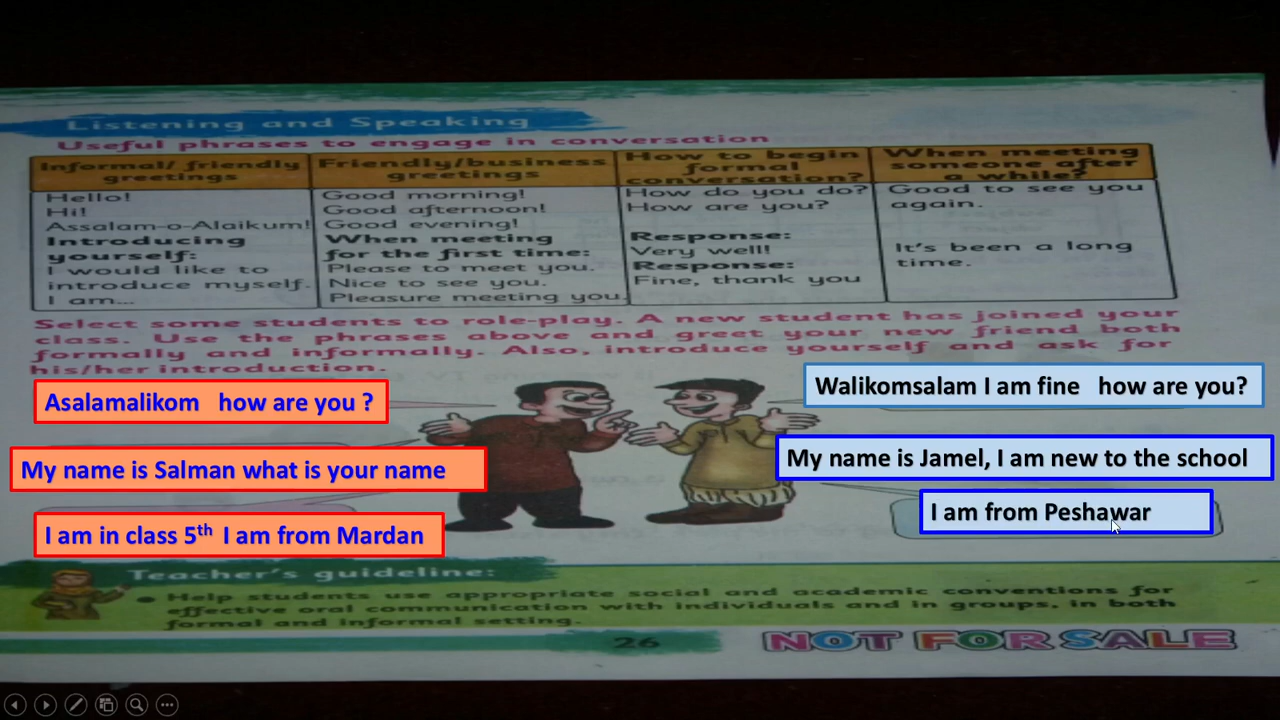 Listening and Speaking
Useful phrases to engage in conversation
Informal/ friendly greetings
Hello!
Hi!
Assalam-o-Alaikum!
Introducing yourself:
I would like to
introduce myself.
I am...
Friendly/business greetings
Good morning!
Good afternoon!
Good evening!
When meeting
for the first time:
Please to meet you.
Nice to see you.
Pleasure meeting you.
How to begin formal conversation?
How do you do?
How are you?
Response:
Very well!
Response:
Fine, thank you
When meeting someone after a while?
Good to see you
again.
It's been a long
time.
Select some students to role-play. A new student has joined your
class. Use the phrases above and greet your new friend both
formally and informally. Also, introduce yourself and ask for
his/her introduction.
Asalamalikom how are you ?
Walikomsalam I am fine how are you?
My name is Salman what is your name
My name is Jamel, I am new to the school
I am in class 5th I am from Mardan
I am from Peshawar
Teacher's guideline:
● Help students use appropriate social and academic conventions for
effective oral communication with individuals and in groups, in both
formal and informal setting.
26
NOT FOR SALE